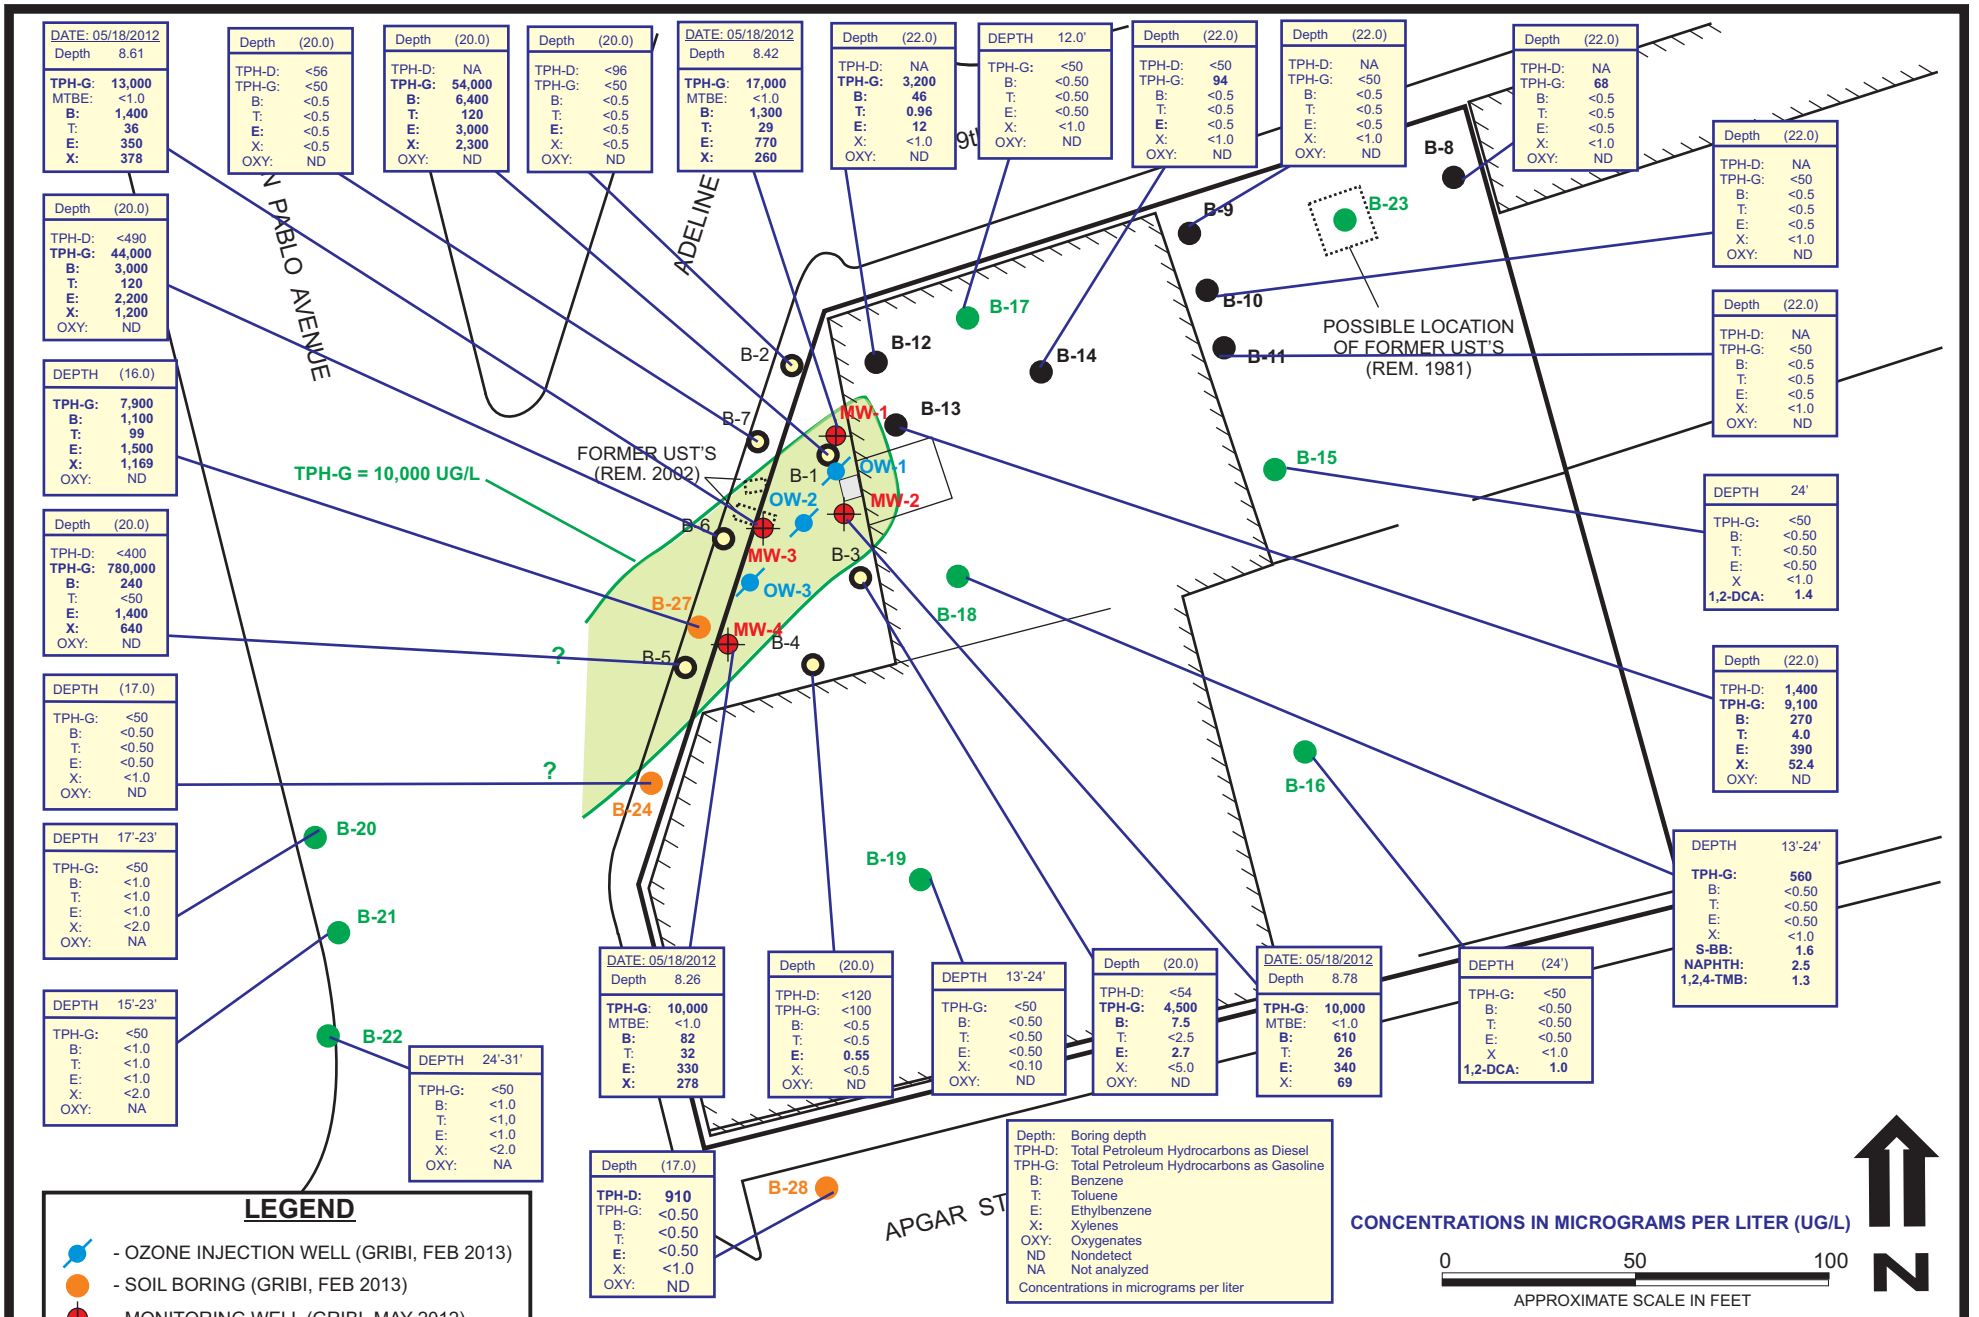 DATE: 05/18/2012
Depth 8.61
TPH-G: 13,000
MTBE: <1.0
B: 1,400
T: 36
E: 350
X: 378
Depth (20.0)
TPH-D: <56
TPH-G: <50
B: <0.5
T: <0.5
E: <0.5
X: <0.5
OXY: ND
Depth (20.0)
TPH-D: NA
TPH-G: 54,000
B: 6,400
T: 120
E: 3,000
X: 2,300
OXY: ND
Depth (20.0)
TPH-D: <96
TPH-G: <50
B: <0.5
T: <0.5
E: <0.5
X: <0.5
OXY: ND
DATE: 05/18/2012
Depth 8.42
TPH-G: 17,000
MTBE: <1.0
B: 1,300
T: 29
E: 770
X: 260
Depth (22.0)
TPH-D: NA
TPH-G: 3,200
B: 46
T: 0.96
E: 12
X: <1.0
OXY: ND
DEPTH 12.0'
TPH-G: <50
B: <0.50
T: <0.50
E: <0.50
X: <1.0
OXY: ND
Depth (22.0)
TPH-D: <50
TPH-G: 94
B: <0.5
T: <0.5
E: <0.5
X: <1.0
OXY: ND
Depth (22.0)
TPH-D: NA
TPH-G: <50
B: <0.5
T: <0.5
E: <0.5
X: <1.0
OXY: ND
Depth (22.0)
TPH-D: NA
TPH-G: 68
B: <0.5
T: <0.5
E: <0.5
X: <1.0
OXY: ND
Depth (22.0)
TPH-D: NA
TPH-G: <50
B: <0.5
T: <0.5
E: <0.5
X: <1.0
OXY: ND
Depth (20.0)
TPH-D: <490
TPH-G: 44,000
B: 3,000
T: 120
E: 2,200
X: 1,200
OXY: ND
N PABLO AVENUE
ADELINE
9th
B-8
B-23
B-9
B-10
B-11
B-17
B-12
B-14
B-2
B-13
B-7
MW-1
POSSIBLE LOCATION
OF FORMER UST'S
(REM. 1981)
Depth (22.0)
TPH-D: NA
TPH-G: <50
B: <0.5
T: <0.5
E: <0.5
X: <1.0
OXY: ND
DEPTH (16.0)
TPH-G: 7,900
B: 1,100
T: 99
E: 1,500
X: 1,169
OXY: ND
FORMER UST'S
(REM. 2002)
TPH-G = 10,000 UG/L
B-1
OW-1
OW-2
MW-2
B-6
MW-3
B-3
OW-3
B-27
MW-4
B-4
B-5
B-18
B-15
?
?
B-24
B-16
DEPTH 24'
TPH-G: <50
B: <0.50
T: <0.50
E: <0.50
X <1.0
1,2-DCA: 1.4
Depth (20.0)
TPH-D: <400
TPH-G: 780,000
B: 240
T: <50
E: 1,400
X: 640
OXY: ND
Depth (22.0)
TPH-D: 1,400
TPH-G: 9,100
B: 270
T: 4.0
E: 390
X: 52.4
OXY: ND
DEPTH (17.0)
TPH-G: <50
B: <0.50
T: <0.50
E: <0.50
X: <1.0
OXY: ND
DEPTH 17'-23'
TPH-G: <50
B: <1.0
T: <1.0
E: <1.0
X: <2.0
OXY: NA
B-20
B-21
B-22
B-19
DEPTH 13'-24'
TPH-G: 560
B: <0.50
T: <0.50
E: <0.50
X: <1.0
S-BB: 1.6
NAPHTH: 2.5
1,2,4-TMB: 1.3
DEPTH 15'-23'
TPH-G: <50
B: <1.0
T: <1.0
E: <1.0
X: <2.0
OXY: NA
DEPTH 24'-31'
TPH-G: <50
B: <1.0
T: <1,0
E: <1.0
X: <2.0
OXY: NA
DATE: 05/18/2012
Depth 8.26
TPH-G: 10,000
MTBE: <1.0
B: 82
T: 32
E: 330
X: 278
Depth (20.0)
TPH-D: <120
TPH-G: <100
B: <0.5
T: <0.5
E: 0.55
X: <0.5
OXY: ND
DEPTH 13'-24'
TPH-G: <50
B: <0.50
T: <0.50
E: <0.50
X: <0.10
OXY: ND
Depth (20.0)
TPH-D: <54
TPH-G: 4,500
B: 7.5
T: <2.5
E: 2.7
X: <5.0
OXY: ND
DATE: 05/18/2012
Depth 8.78
TPH-G: 10,000
MTBE: <1.0
B: 610
T: 26
E: 340
X: 69
DEPTH (24')
TPH-G: <50
B: <0.50
T: <0.50
E: <0.50
X <1.0
1,2-DCA: 1.0
Depth (17.0)
TPH-D: 910
TPH-G: <0.50
B: <0.50
T: <0.50
E: <1.0
X: ND
OXY:
B-28
APGAR ST
Depth: Boring depth
TPH-D: Total Petroleum Hydrocarbons as Diesel
TPH-G: Total Petroleum Hydrocarbons as Gasoline
B: Benzene
T: Toluene
E: Ethylbenzene
X: Xylenes
OXY: Oxygenates
ND Nondetect
NA Not analyzed
Concentrations in micrograms per liter
CONCENTRATIONS IN MICROGRAMS PER LITER (UG/L)
0 50 100
APPROXIMATE SCALE IN FEET
N
LEGEND
- OZONE INJECTION WELL (GRIBI, FEB 2013)
- SOIL BORING (GRIBI, FEB 2013)
- MONITORING WELL (GRIBI, MAY 2012)